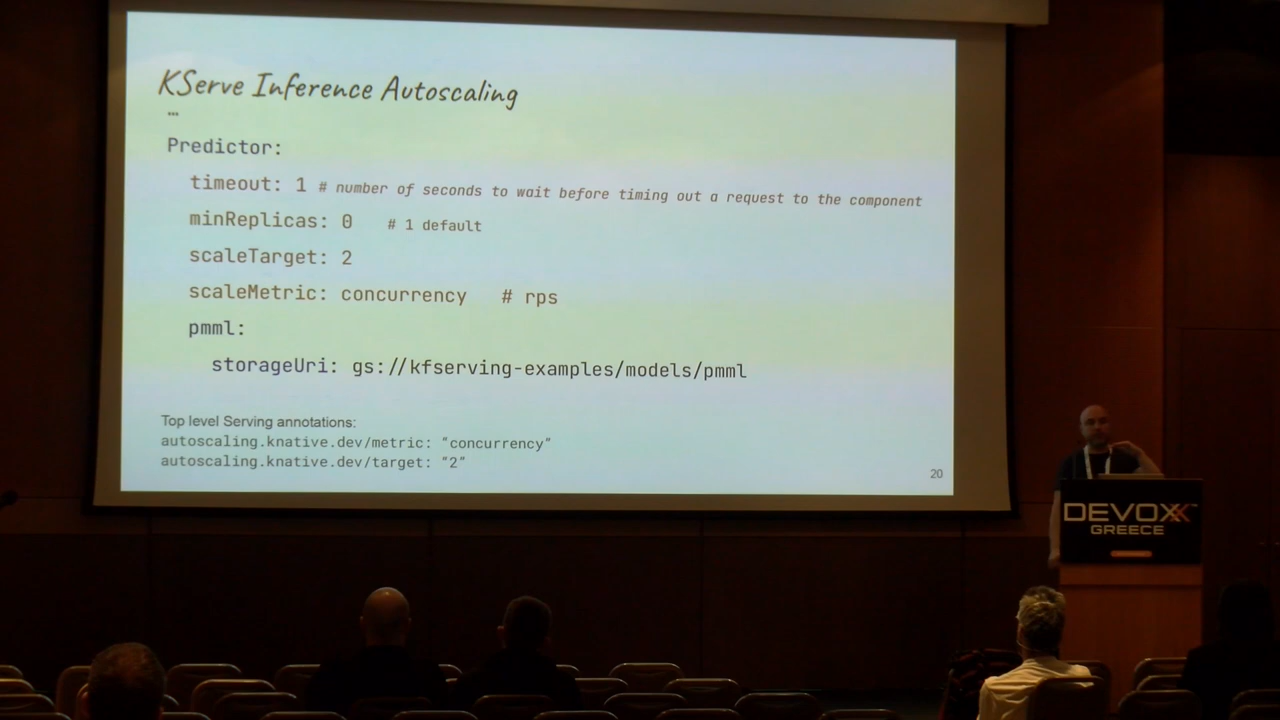 KServe Inference Autoscaling
…
Predictor:
timeout: 1 # number of seconds to wait before timing out a request to the component
minReplicas: 0 # 1 default
scaleTarget: 2
scaleMetric: concurrency # rps
pmml:
storageUri: gs://kfserving-examples/models/pmml
Top level Serving annotations:
autoscaling.knative.dev/metric: "concurrency"
autoscaling.knative.dev/target: "2"
20
DEVOXX™
GREECE